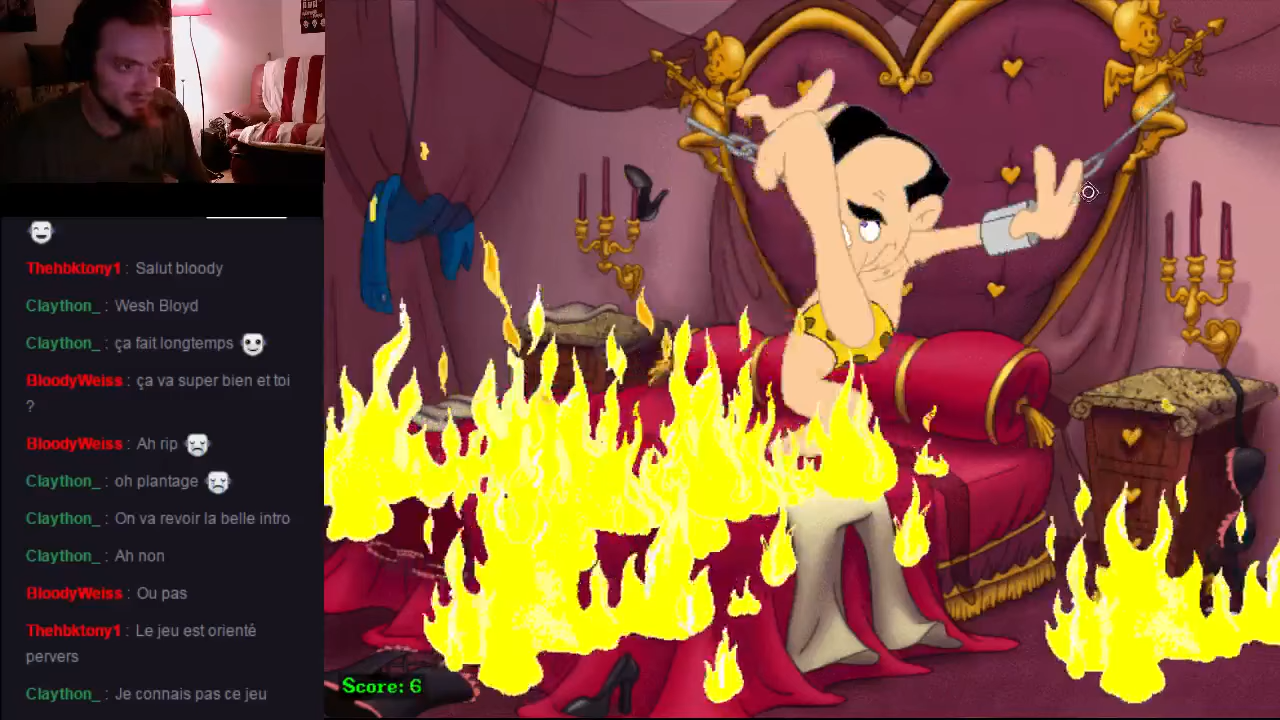 Thehbktony1 : Salut bloody
Claython_ : Wesh Bloyd
Claython_ : ça fait longtemps
BloodyWeiss : ça va super bien et toi
?
BloodyWeiss : Ah rip
Claython_ : oh plantage
Claython_ : On va revoir la belle intro
Claython_ : Ah non
BloodyWeiss : Ou pas
Thehbktony1 : Le jeu est orienté
pervers
Claython_ : Je connais pas ce jeu
Score: 6